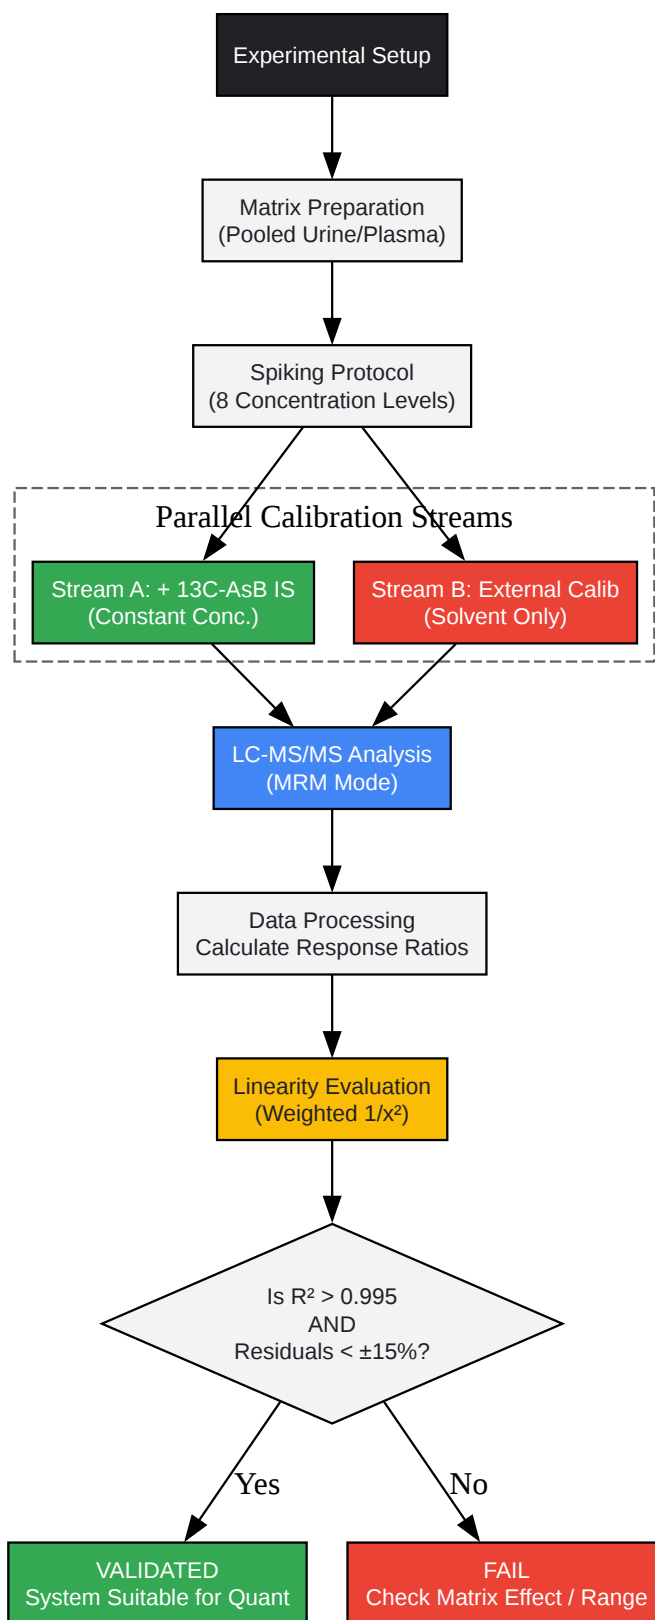 Experimental Setup
Matrix Preparation
(Pooled Urine/Plasma)
Spiking Protocol
(8 Concentration Levels)
Parallel Calibration Streams
Stream A: + 13C-AsB IS
(Constant Conc.)
Stream B: External Calib
(Solvent Only)
LC-MS/MS Analysis
(MRM Mode)
Data Processing
Calculate Response Ratios
Linearity Evaluation
(Weighted 1/x²)
Is R² > 0.995
AND
Residuals < ±15%?
Yes
No
VALIDATED
System Suitable for Quant
FAIL
Check Matrix Effect / Range